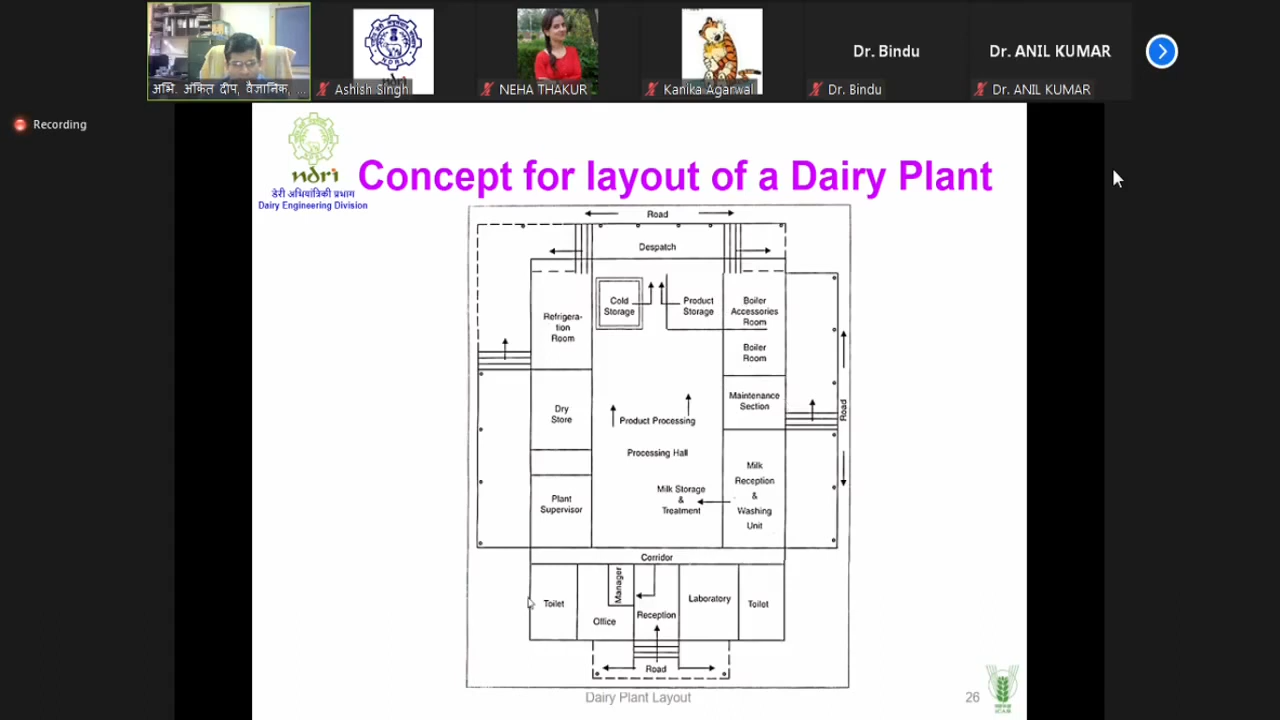 Dr. Bindu
Dr. ANIL KUMAR
अभि. अंकित दीप, वैज्ञानिक, ...
Ashish Singh
NEHA THAKUR
Kanika Agarwal
Dr. Bindu
Dr. ANIL KUMAR
Recording
ndri
डेरी अभियांत्रिकी प्रभाग
Dairy Engineering Division
Concept for layout of a Dairy Plant
Road
Despatch
Cold
Storage
Product
Storage
Boiler
Accessories
Room
Refrigera-
tion
Room
Boiler
Room
Maintenance
Section
Road
Dry
Store
Product Processing
Processing Hall
Milk
Reception
&
Washing
Unit
Milk Storage
&
Treatment
Plant
Supervisor
Corridor
Toilet
Manager
Office
Reception
Laboratory
Toilet
Road
Dairy Plant Layout
26